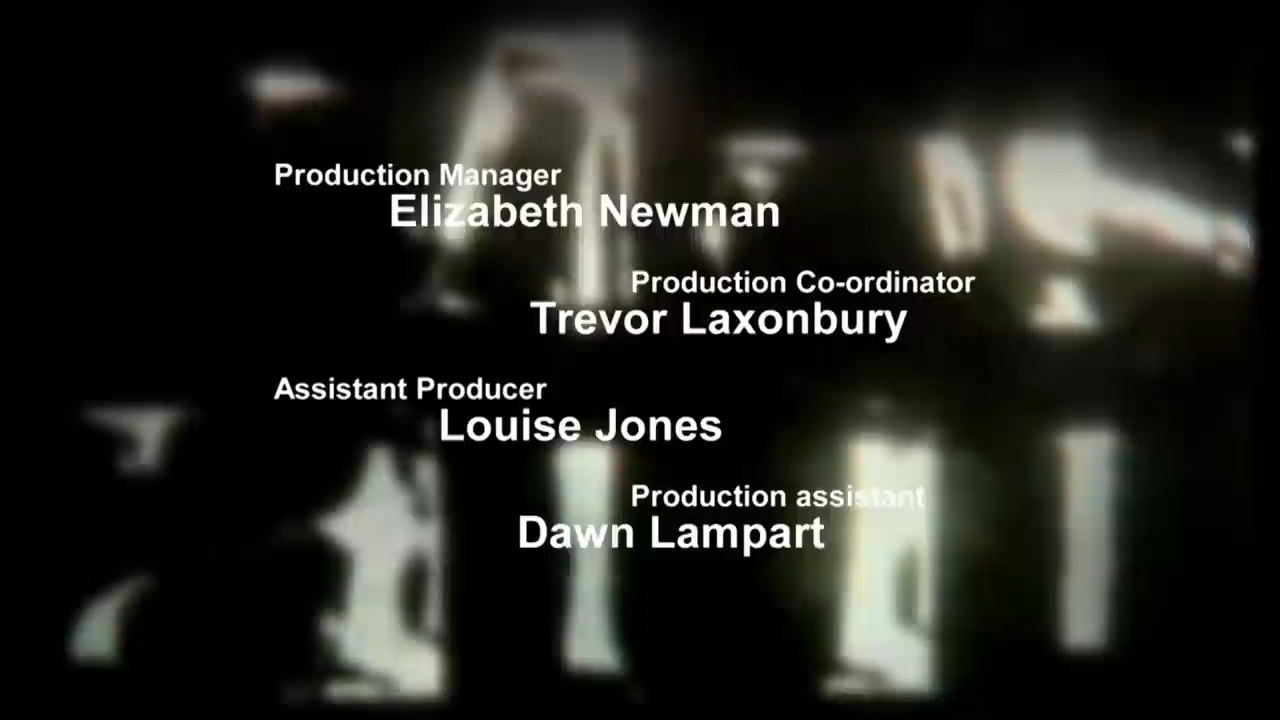 Production Manager
Elizabeth Newman
Production Co-ordinator
Trevor Laxonbury
Assistant Producer
Louise Jones
Production assistant
Dawn Lampart